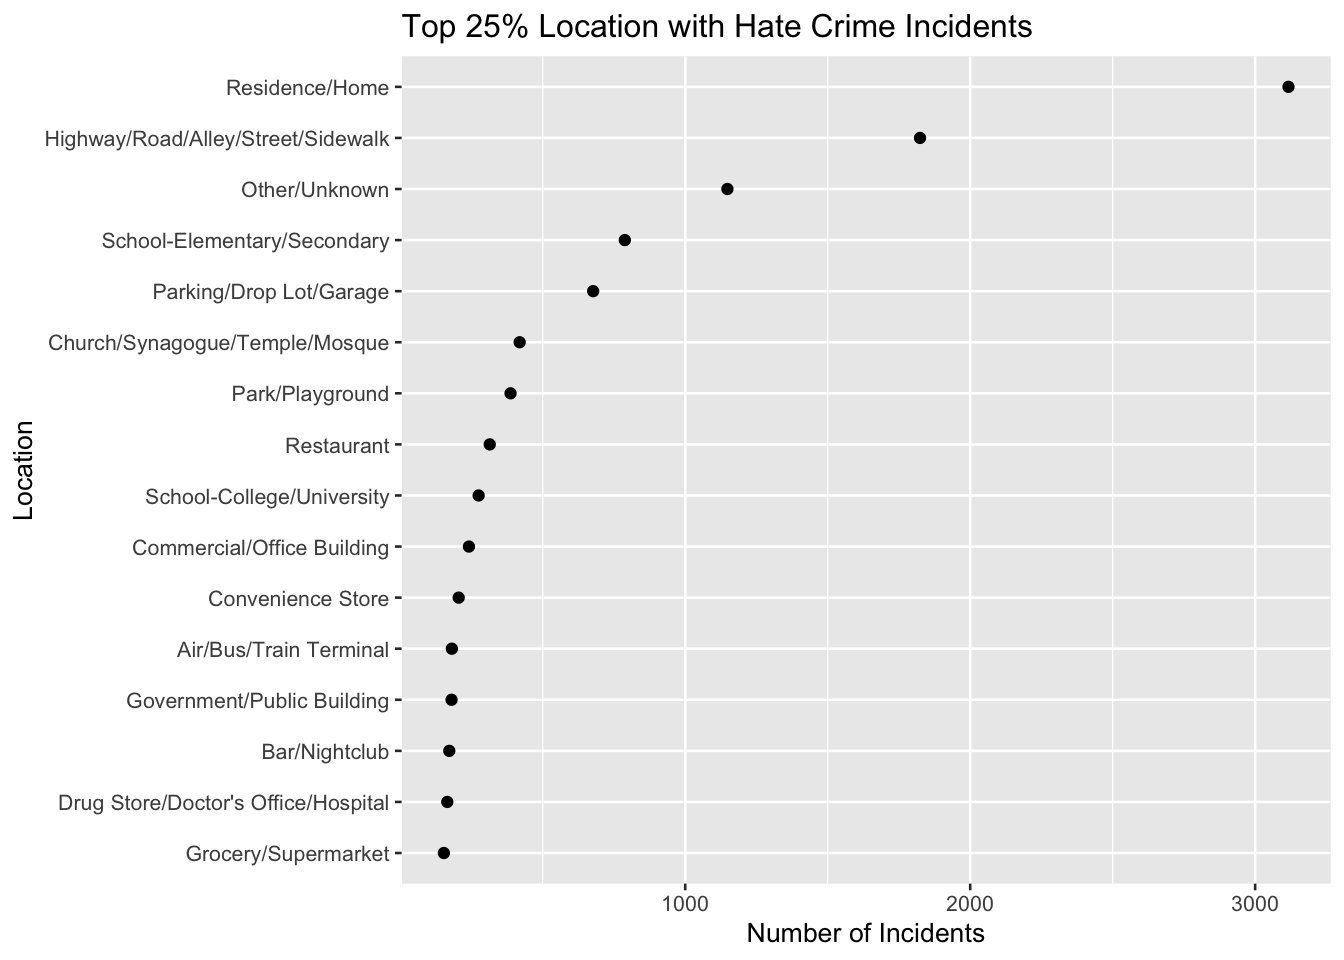 Top 25% Location with Hate Crime Incidents
Location
Residence/Home
Highway/Road/Alley/Street/Sidewalk
Other/Unknown
School-Elementary/Secondary
Parking/Drop Lot/Garage
Church/Synagogue/Temple/Mosque
Park/Playground
Restaurant
School-College/University
Commercial/Office Building
Convenience Store
Air/Bus/Train Terminal
Government/Public Building
Bar/Nightclub
Drug Store/Doctor's Office/Hospital
Grocery/Supermarket
1000 2000 3000
Number of Incidents